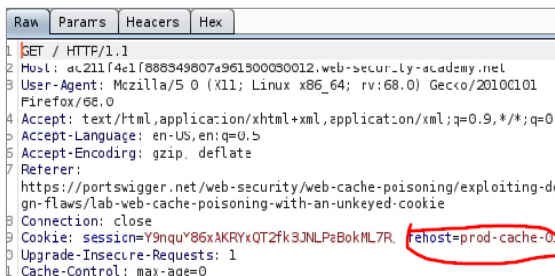 Raw Params Headers Hex
1 GET / HTTP/1.1
2 Host: ac211f4a1f888349807a961300030012.web-security-academy.net
3 User-Agent: Mozilla/5.0 (X11; Linux x86_64; rv:68.0) Gecko/20100101
Firefox/68.0
4 Accept: text/html,application/xhtml+xml,application/xml;q=0.9,*/*;q=0
5 Accept-Language: en-US,en;q=0.5
6 Accept-Encoding: gzip, deflate
7 Referer:
https://portswigger.net/web-security/web-cache-poisoning/exploiting-de
gn-flaws/lab-web-cache-poisoning-with-an-unkeyed-cookie
8 Connection: close
9 Cookie: session=Y9nquY86xAKRYxQT2fk3JNLPaBokML7R; fehost=prod-cache-0
0 Upgrade-Insecure-Requests: 1
1 Cache-Control: max-age=0